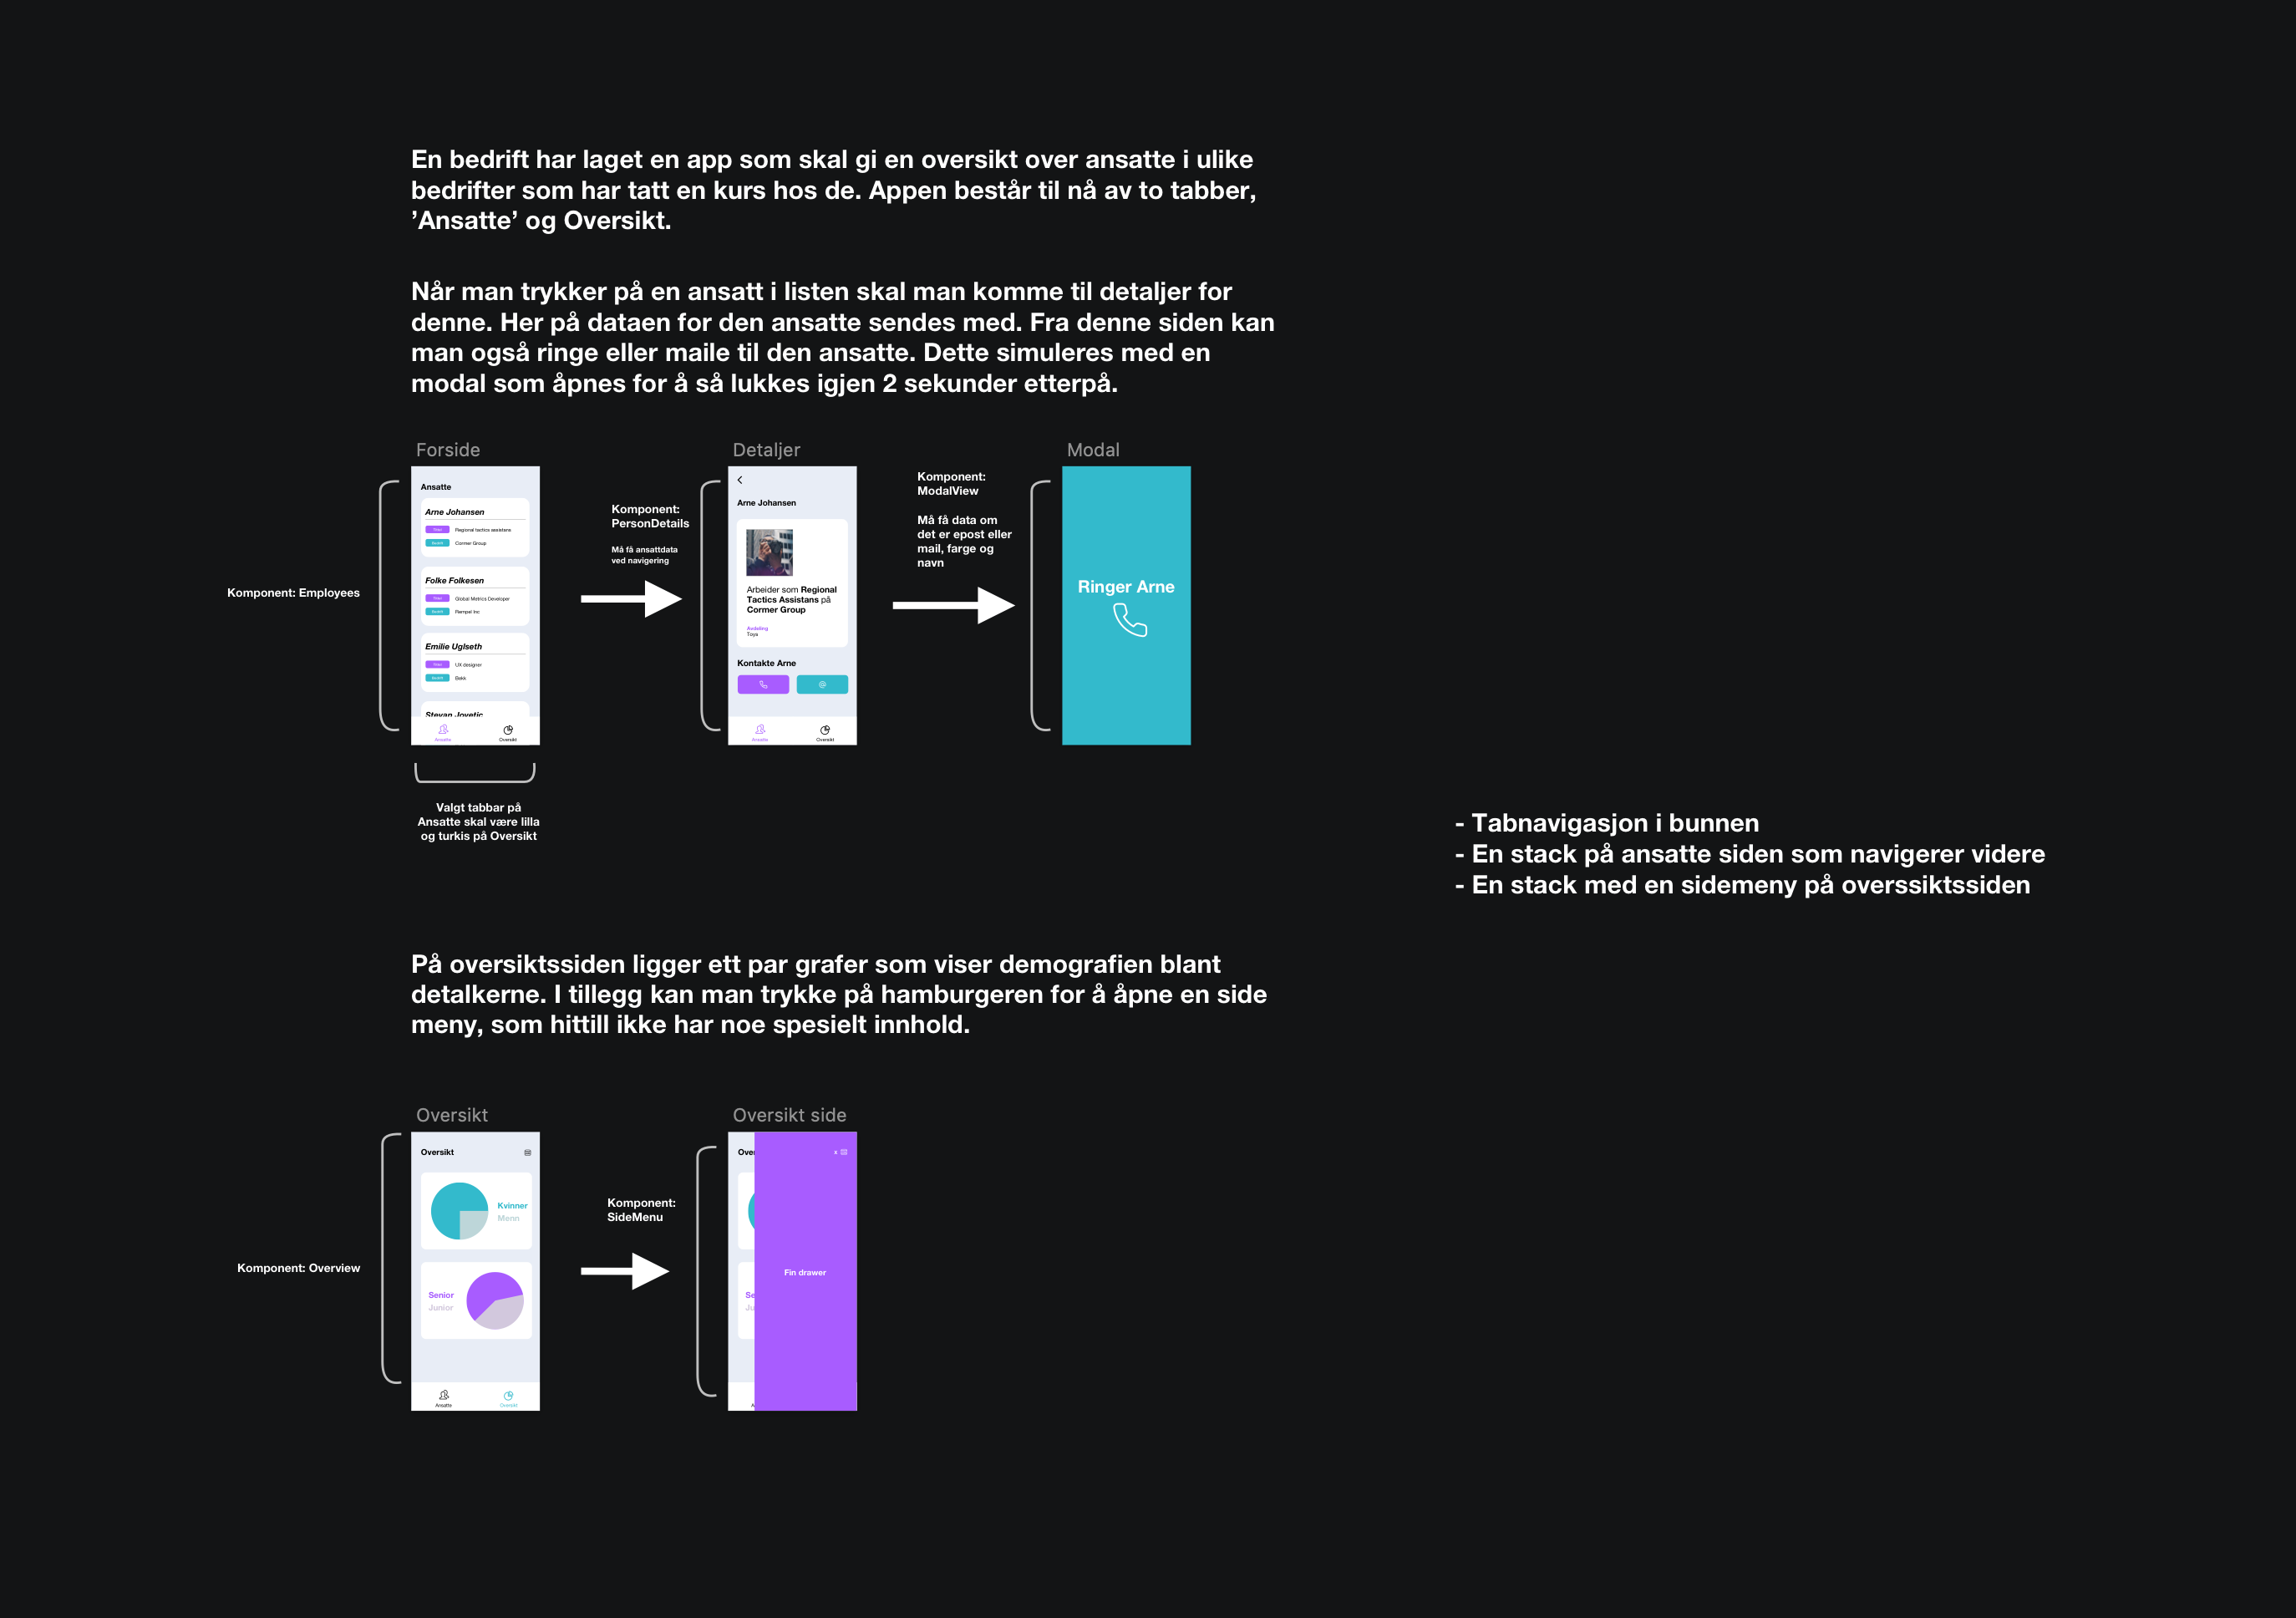 En bedrift har laget en app som skal gi en oversikt over ansatte i ulike
bedrifter som har tatt en kurs hos de. Appen består til nå av to tabber,
’Ansatte’ og Oversikt.
Når man trykker på en ansatt i listen skal man komme til detaljer for
denne. Her på dataen for den ansatte sendes med. Fra denne siden kan
man også ringe eller maile til den ansatte. Dette simuleres med en
modal som åpnes for å så lukkes igjen 2 sekunder etterpå.
Forside
Komponent: Employees
Ansatte
Arne Johansen
Regional tactics assistans
Cormer Group
Folke Folkesen
Global Metrics Developer
Rempel Inc
Emilie Uglseth
UX designer
Bekk
Stevan Jovetic
Ansatte
Oversikt
Valgt tabbar på
Ansatte skal være lilla
og turkis på Oversikt
Komponent:
PersonDetails
Må få ansattdata
ved navigering
Detaljer
Arne Johansen
Arbeider som Regional
Tactics Assistans på
Cormer Group
Avdeling
Toya
Kontakte Arne
Ansatte
Oversikt
Komponent:
ModalView
Må få data om
det er epost eller
mail, farge og
navn
Modal
Ringer Arne
- Tabnavigasjon i bunnen
- En stack på ansatte siden som navigerer videre
- En stack med en sidemeny på overssiktssiden
På oversiktssiden ligger ett par grafer som viser demografien blant
detalkerne. I tillegg kan man trykke på hamburgeren for å åpne en side
meny, som hittill ikke har noe spesielt innhold.
Oversikt
Komponent: Overview
Oversikt
Kvinner
Menn
Senior
Junior
Ansatte
Oversikt
Komponent:
SideMenu
Oversikt side
Over
x
Fin drawer
Se
Ju
A